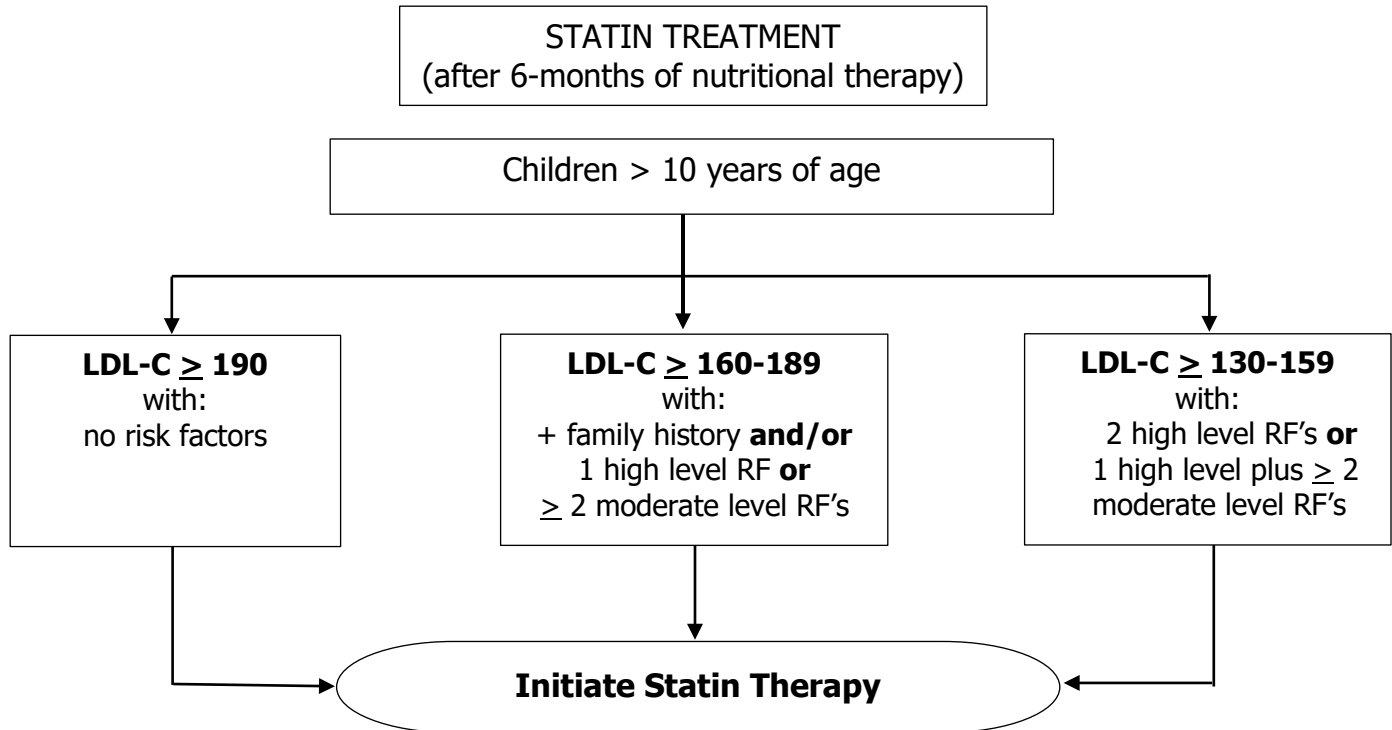 STATIN TREATMENT
(after 6-months of nutritional therapy)
Children > 10 years of age
LDL-C ≥ 190
with:
no risk factors
LDL-C ≥ 160-189
with:
+ family history and/or
1 high level RF or
≥ 2 moderate level RF’s
LDL-C ≥ 130-159
with:
2 high level RF’s or
1 high level plus ≥ 2
moderate level RF’s
Initiate Statin Therapy